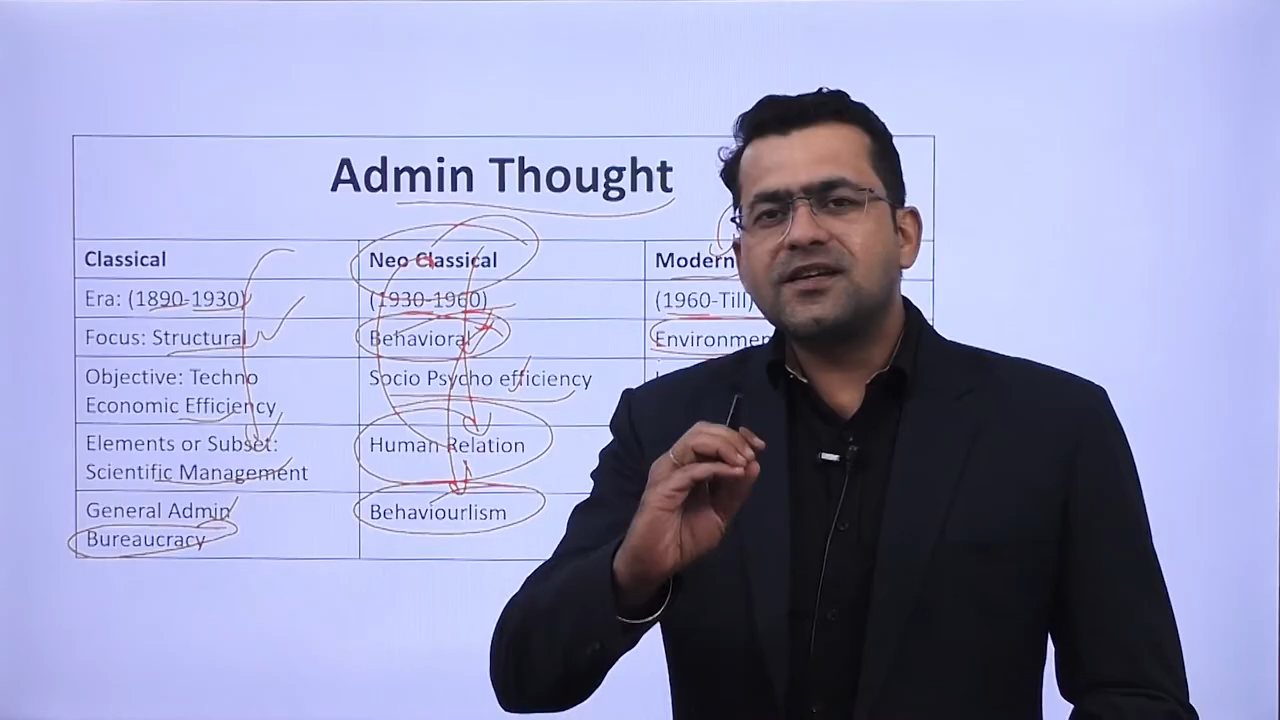 Admin Thought
Classical
Neo Classical
Modern
Era: (1890-1930)
(1930-1960)
(1960-Till)
Focus: Structural
Behavioral
Objective: Techno
Economic Efficiency
Socio Psycho efficiency
Elements or Subset:
Scientific Management
Human Relation
General Admin
Bureaucracy
Behaviourlism